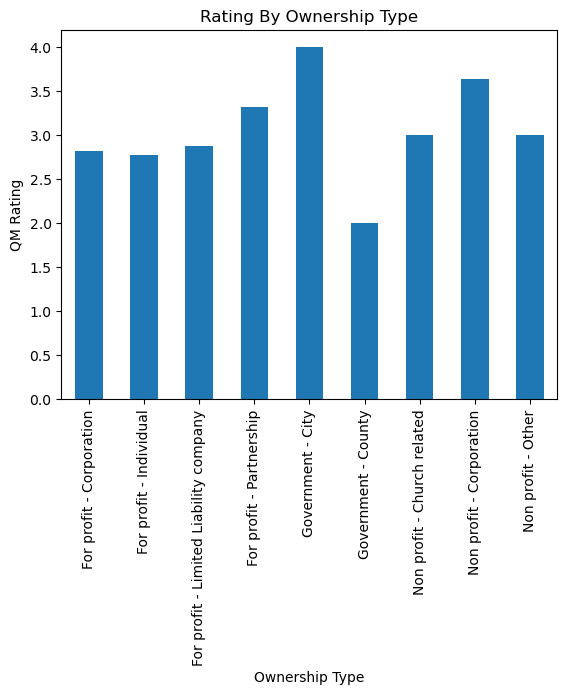 Rating By Ownership Type
QM Rating
4.0
3.5
3.0
2.5
2.0
1.5
1.0
0.5
0.0
For profit - Corporation
For profit - Individual
For profit - Limited Liability company
For profit - Partnership
Government - City
Government - County
Non profit - Church related
Non profit - Corporation
Non profit - Other
Ownership Type